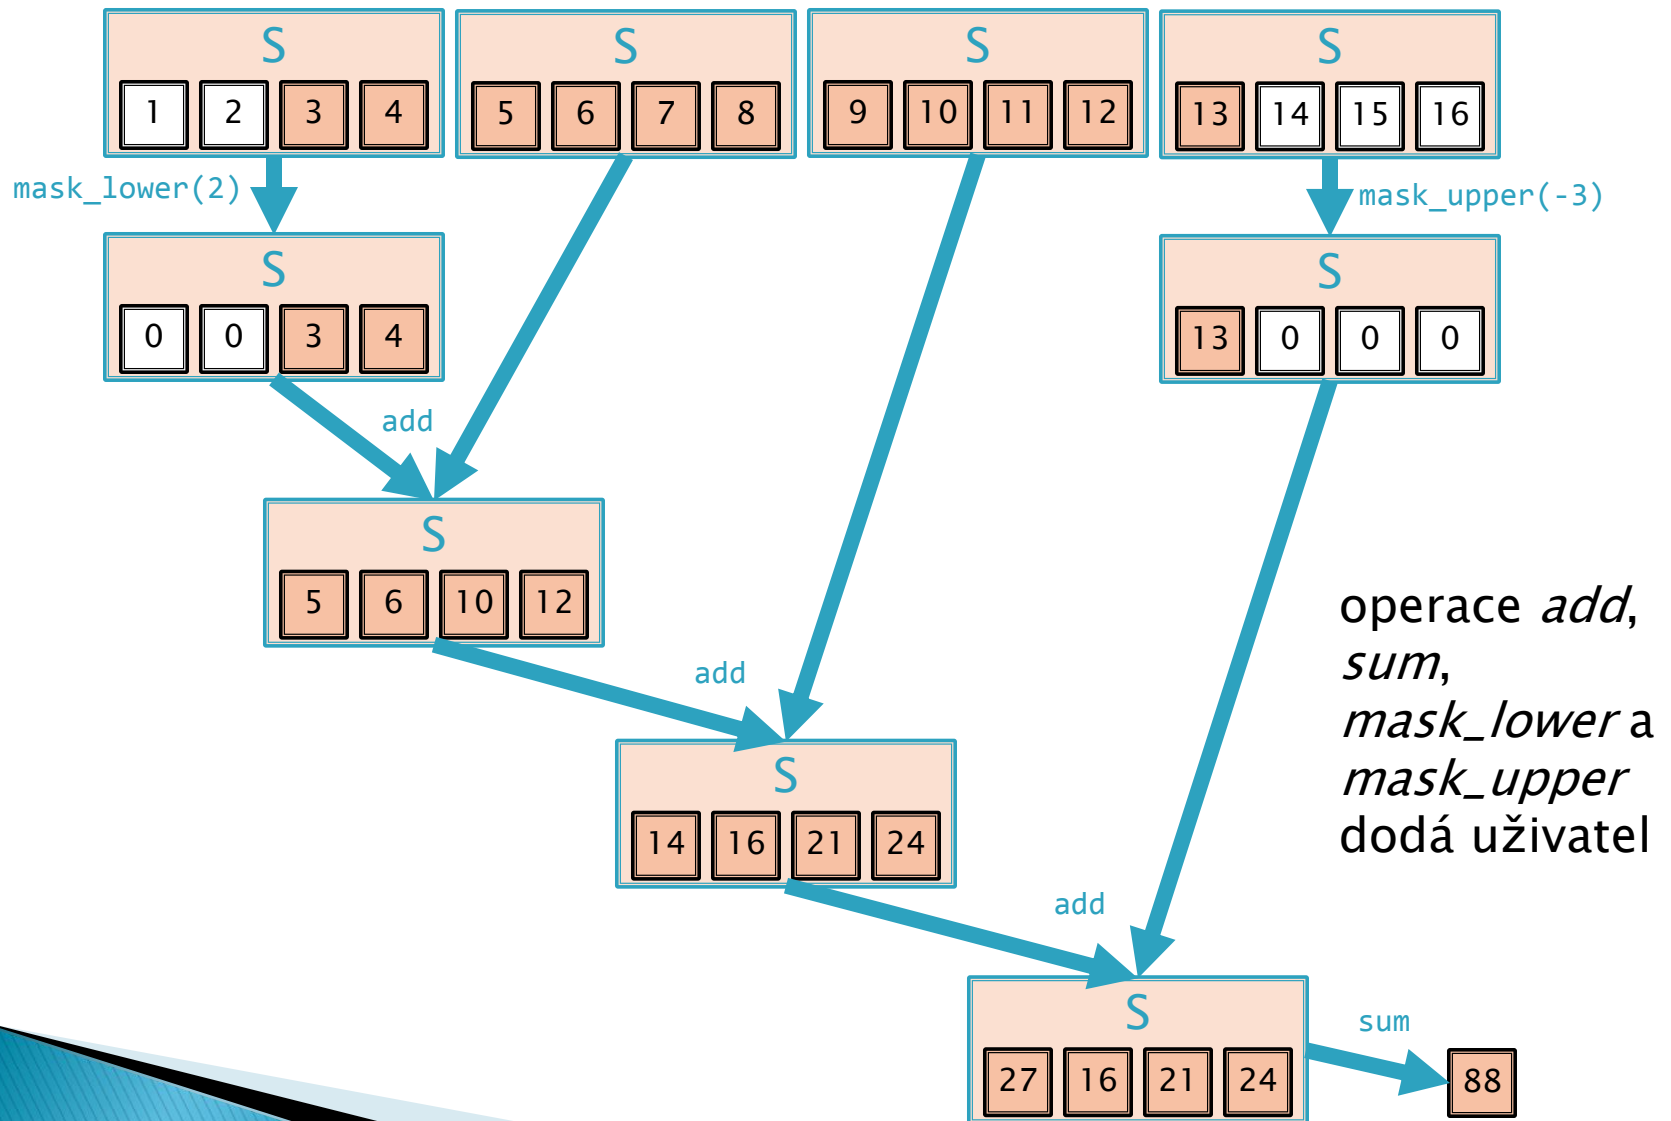 S S S S
1 2 3 4 5 6 7 8 9 10 11 12 13 14 15 16
mask_lower(2) mask_upper(-3)
S S
0 0 3 4 13 0 0 0
add
S
5 6 10 12
add
S
14 16 21 24
add
S
27 16 21 24
sum
88
operace add,
sum,
mask_lower a
mask_upper
dodá uživatel